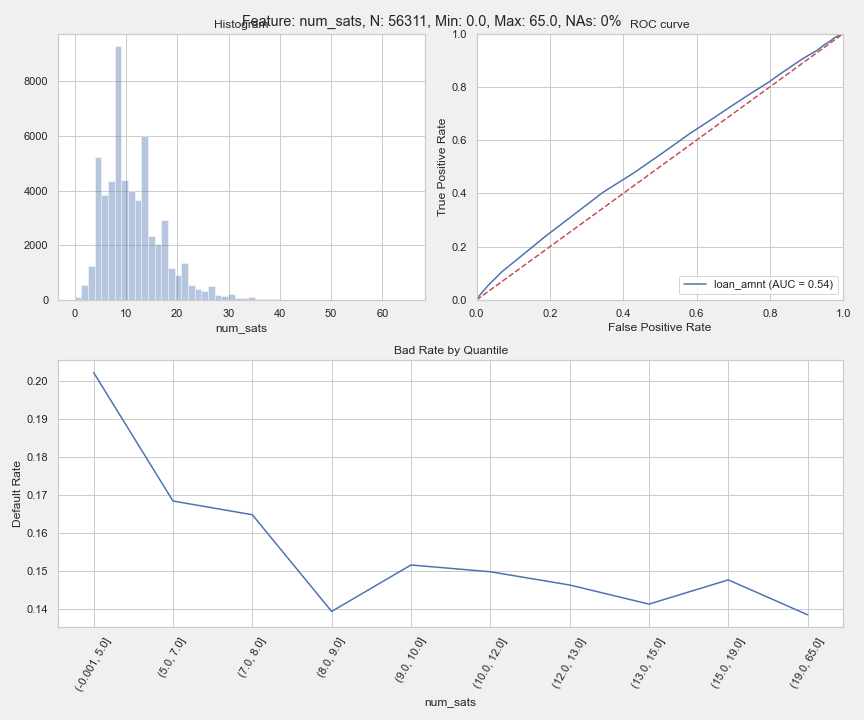 Feature: num_sats, N: 56311, Min: 0.0, Max: 65.0, NAs: 0%
Histogram
8000
6000
4000
2000
0
0 10 20 30 40 50 60
num_sats
ROC curve
True Positive Rate
1.0
0.8
0.6
0.4
0.2
0.0
loan_amnt (AUC = 0.54)
0.0 0.2 0.4 0.6 0.8 1.0
False Positive Rate
Bad Rate by Quantile
Default Rate
0.20
0.19
0.18
0.17
0.16
0.15
0.14
(-0.001, 5.0]
(5.0, 7.0]
(7.0, 8.0]
(8.0, 9.0]
(9.0, 10.0]
(10.0, 12.0]
(12.0, 13.0]
(13.0, 15.0]
(15.0, 19.0]
(19.0, 65.0]
num_sats